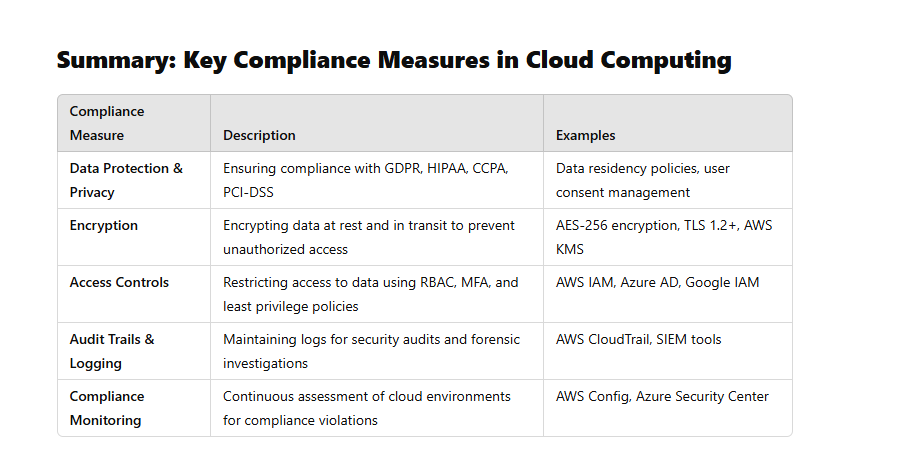 Summary: Key Compliance Measures in Cloud Computing
Compliance
Measure
Description
Examples
Data Protection &
Privacy
Ensuring compliance with GDPR, HIPAA, CCPA,
PCI-DSS
Data residency policies, user
consent management
Encryption
Encrypting data at rest and in transit to prevent
unauthorized access
AES-256 encryption, TLS 1.2+, AWS
KMS
Access Controls
Restricting access to data using RBAC, MFA, and
least privilege policies
AWS IAM, Azure AD, Google IAM
Audit Trails &
Logging
Maintaining logs for security audits and forensic
investigations
AWS CloudTrail, SIEM tools
Compliance
Monitoring
Continuous assessment of cloud environments
for compliance violations
AWS Config, Azure Security Center